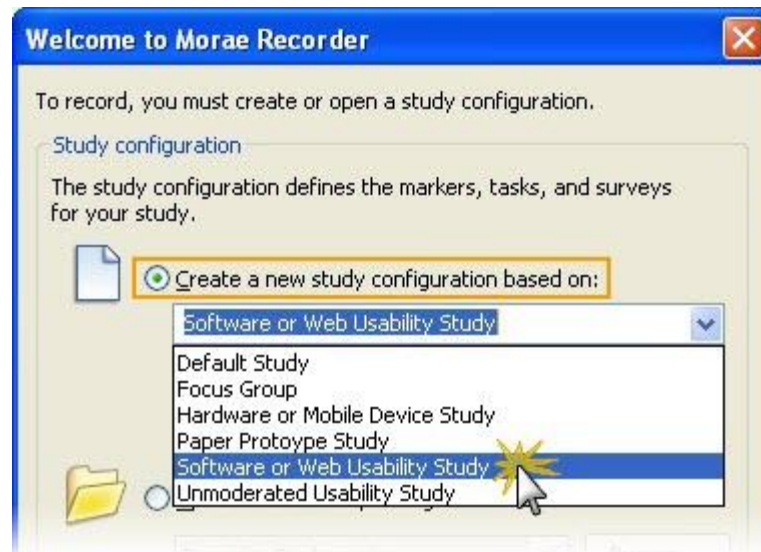 Welcome to Morae Recorder
To record, you must create or open a study configuration.
Study configuration
The study configuration defines the markers, tasks, and surveys
for your study.
Create a new study configuration based on:
Software or Web Usability Study
Default Study
Focus Group
Hardware or Mobile Device Study
Paper Protoype Study
Software or Web Usability Study
Unmoderated Usability Study